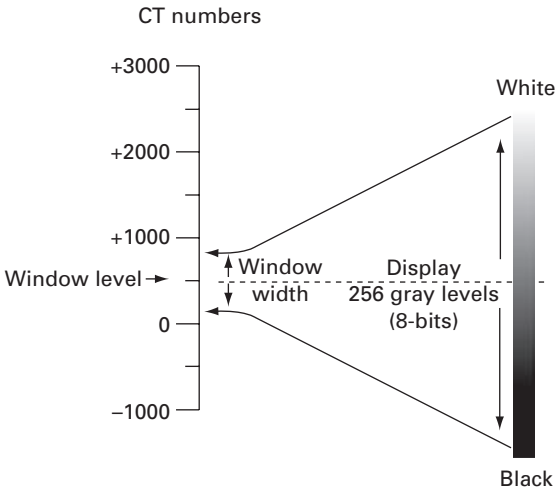 CT numbers
+3000
White
+2000
+1000
Window level
Window
width
Display
256 gray levels
(8-bits)
0
–1000
Black